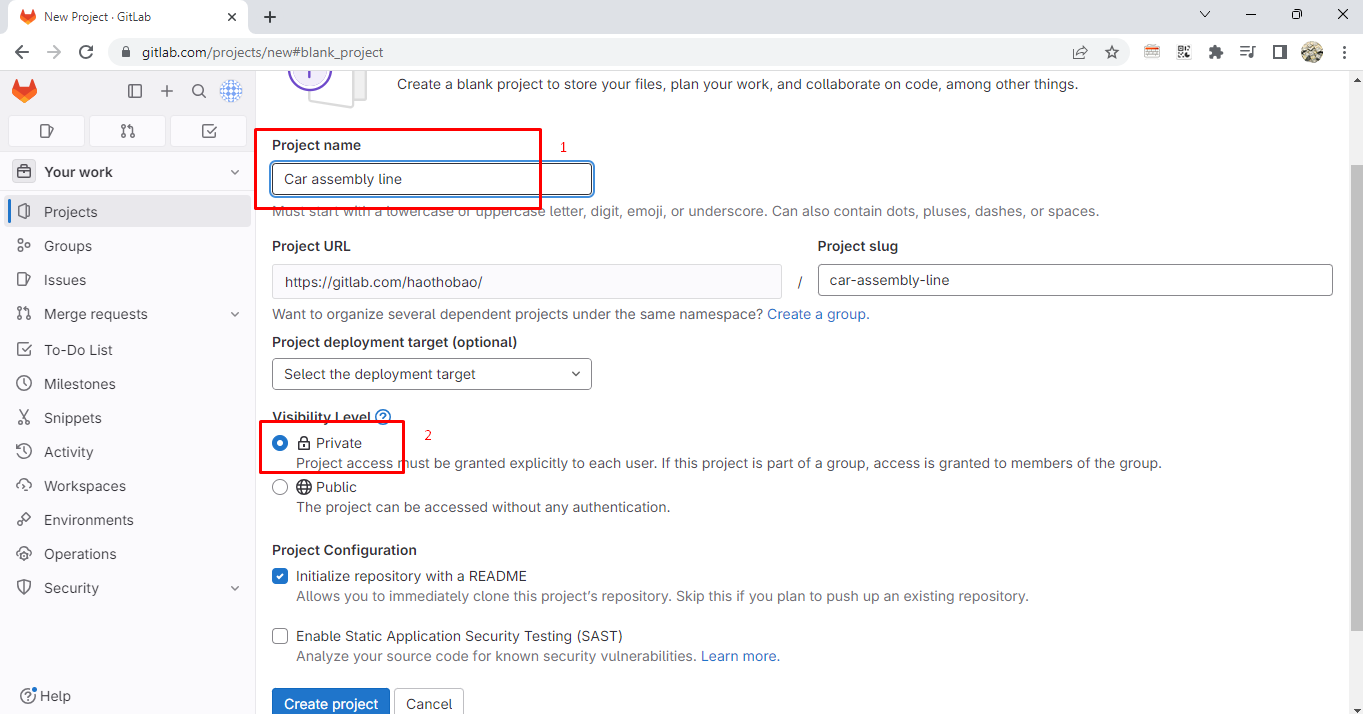 New Project · GitLab
gitlab.com/projects/new#blank_project
Create a blank project to store your files, plan your work, and collaborate on code, among other things.
Your work
Projects
Groups
Issues
Merge requests
To-Do List
Milestones
Snippets
Activity
Workspaces
Environments
Operations
Security
Help
Project name
1
Car assembly line
Must start with a lowercase or uppercase letter, digit, emoji, or underscore. Can also contain dots, pluses, dashes, or spaces.
Project URL
Project slug
https://gitlab.com/haothobao/
/
car-assembly-line
Want to organize several dependent projects under the same namespace? Create a group.
Project deployment target (optional)
Select the deployment target
Visibility Level
2
Private
Project access must be granted explicitly to each user. If this project is part of a group, access is granted to members of the group.
Public
The project can be accessed without any authentication.
Project Configuration
Initialize repository with a README
Allows you to immediately clone this project's repository. Skip this if you plan to push up an existing repository.
Enable Static Application Security Testing (SAST)
Analyze your source code for known security vulnerabilities. Learn more.
Create project
Cancel